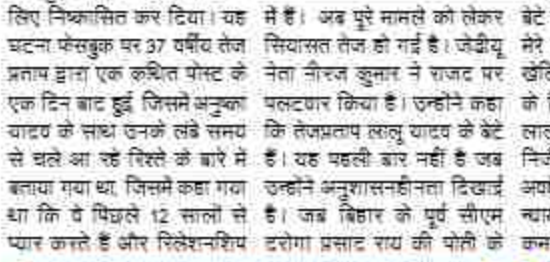 लिए निष्कासित कर दिया। यह
घटना फेसबुक पर 37 वर्षीय तेज
प्रताप द्वारा एक कथित पोस्ट के
एक दिन बाद हुई जिसमें अनुष्का
यादव के साथ उनके लंबे समय
से चले आ रहे रिश्ते के बारे में
बताया गया था, जिसमें कहा गया
था कि वे पिछले 12 सालों से
प्यार करते हैं और रिलेशनशिप
में हैं। अब पूरे मामले को लेकर
सियासत तेज हो गई है। जेडीयू
नेता नीरज कुमार ने राजद पर
पलटवार किया है। उन्होंने कहा
कि तेजप्रताप लालू यादव के बेटे
हैं। यह पहली बार नहीं है जब
उन्होंने अनुशासनहीनता दिखाई
है। जब बिहार के पूर्व सीएम
दरोगा प्रसाद राय की पोती के
बेटे
मेरे
के